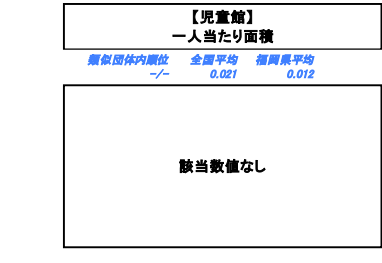 【児童館】
一人当たり面積
類似団体内順位 全国平均 福岡県平均
-/- 0.021 0.012
該当数値なし